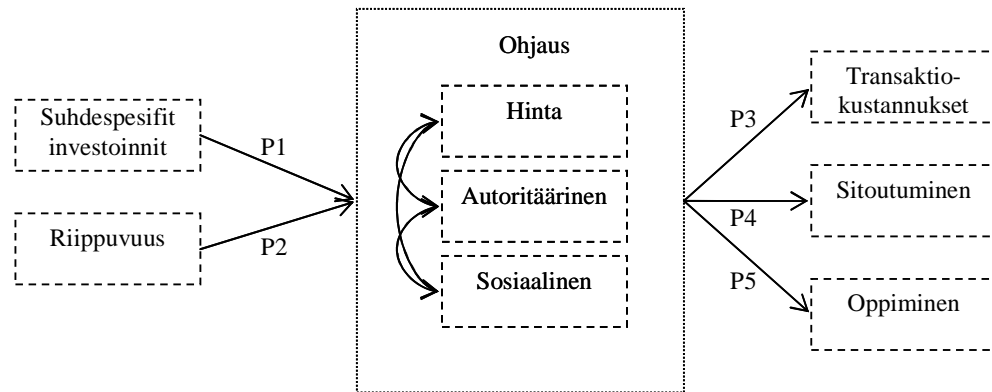 Suhdespesifit
investoinnit
Riippuvuus
P1
P2
Ohjaus
Hinta
Autoritäärinen
Sosiaalinen
P3
P4
P5
Transaktio-
kustannukset
Sitoutuminen
Oppiminen